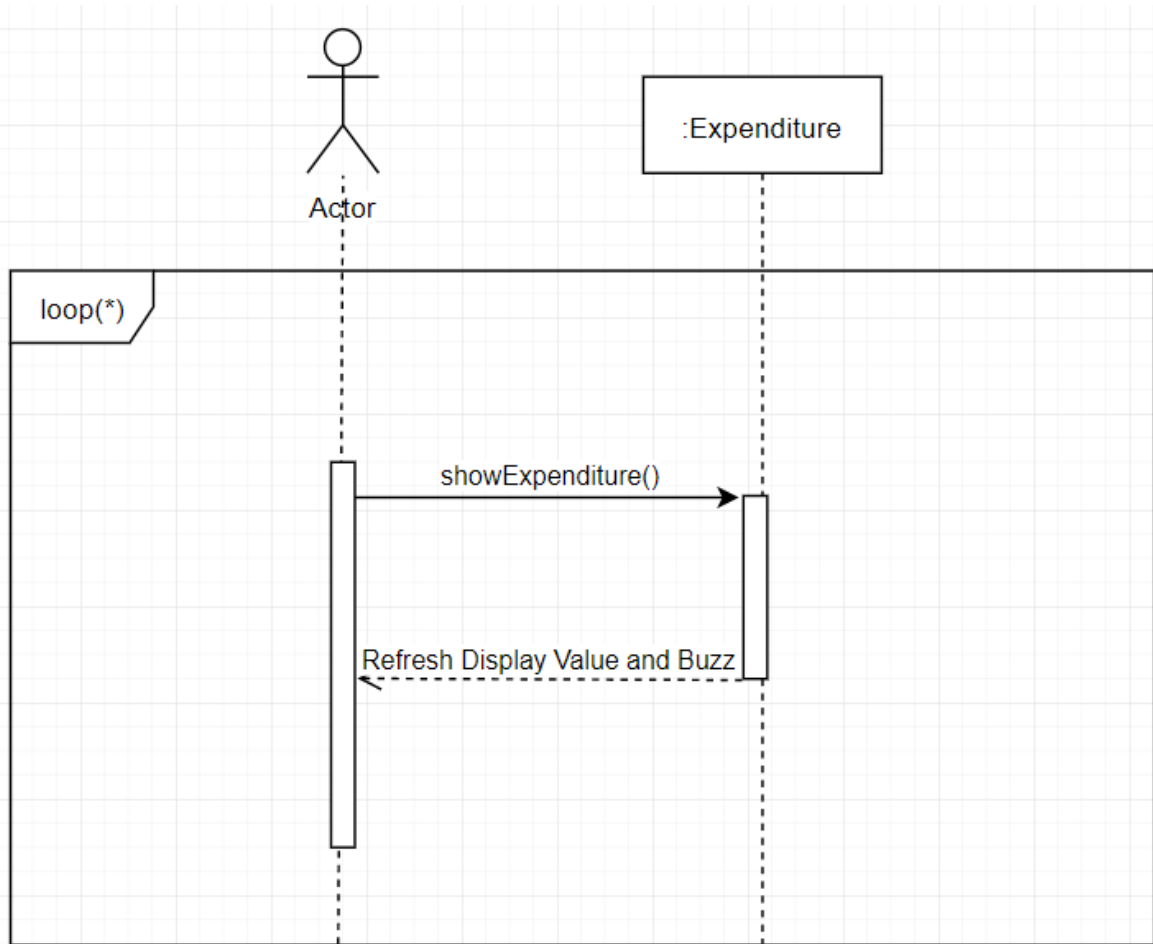 :Expenditure
Actor
loop(*)
showExpenditure()
Refresh Display Value and Buzz